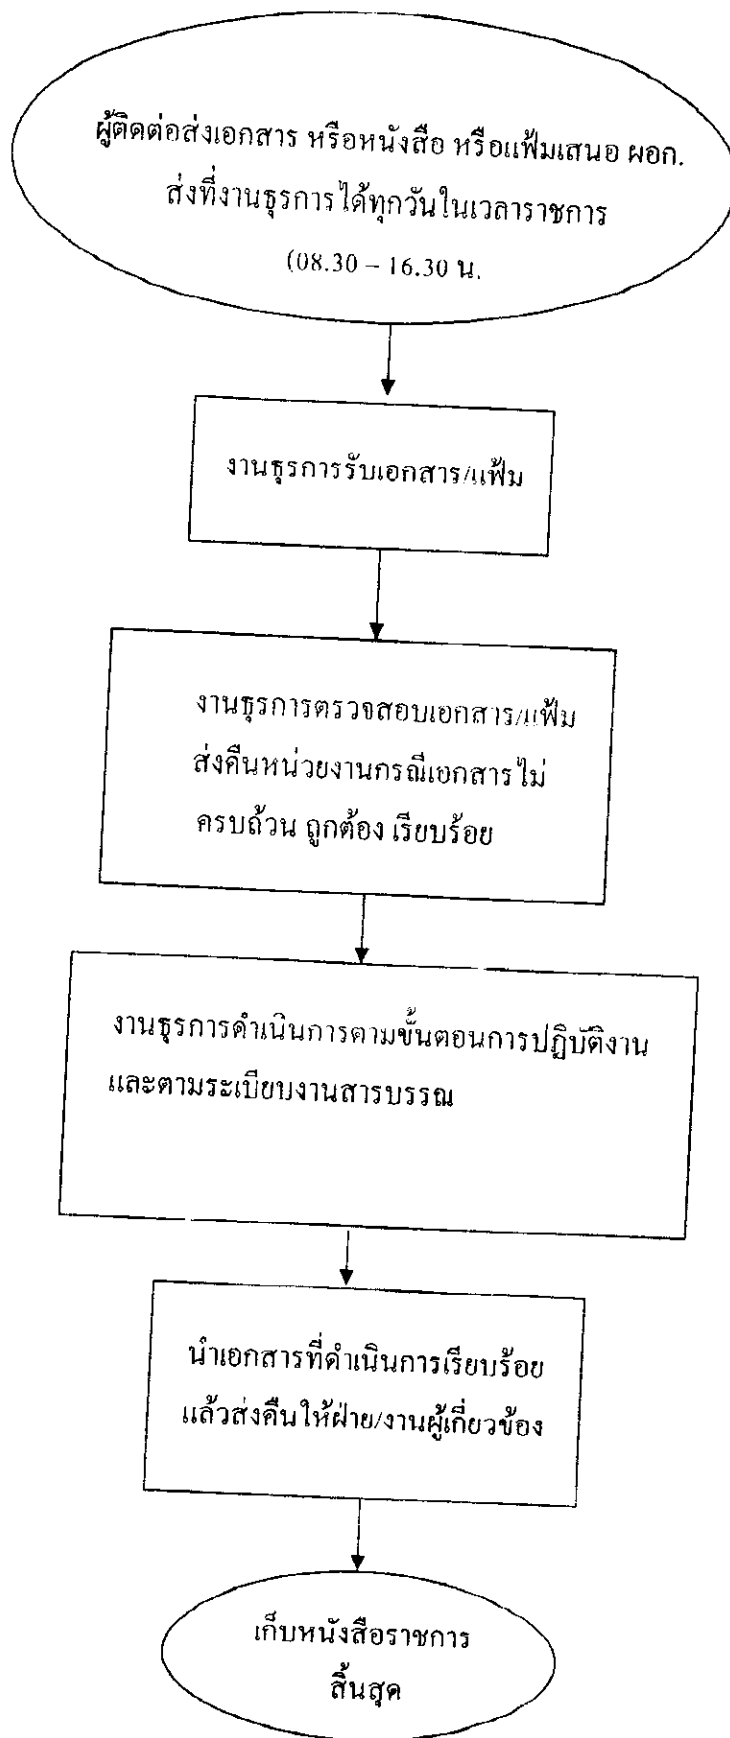 ผู้ติดต่อส่งเอกสาร หรือหนังสือ หรือแฟ้มเสนอ ผอก.
ส่งที่งานธุรการได้ทุกวันในเวลาราชการ
(08.30 – 16.30 น.
งานธุรการรับเอกสาร/แฟ้ม
งานธุรการตรวจสอบเอกสาร/แฟ้ม
ส่งคืนหน่วยงานกรณีเอกสารไม่
ครบถ้วน ถูกต้อง เรียบร้อย
งานธุรการดำเนินการตามขั้นตอนการปฏิบัติงาน
และตามระเบียบงานสารบรรณ
นำเอกสารที่ดำเนินการเรียบร้อย
แล้วส่งคืนให้ฝ่าย/งานผู้เกี่ยวข้อง
เก็บหนังสือราชการ
สิ้นสุด